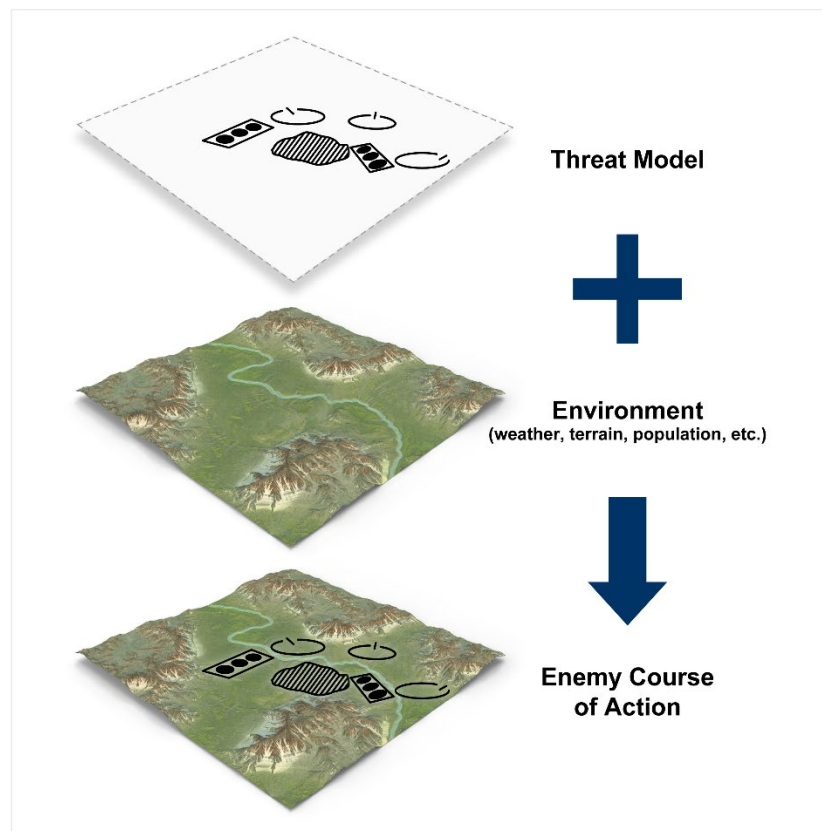 Threat Model
Environment
(weather, terrain, population, etc.)
Enemy Course
of Action